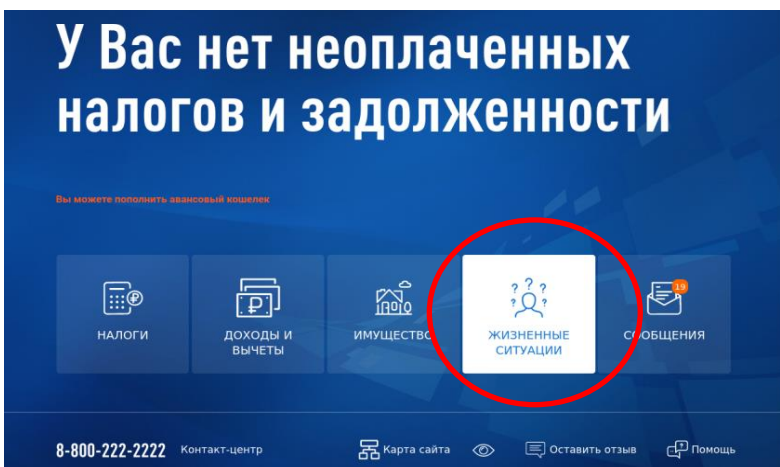 У Вас нет неоплаченных
налогов и задолженности
Вы можете пополнить авансовый кошелек
НАЛОГИ
ДОХОДЫ И
ВЫЧЕТЫ
ИМУЩЕСТВО
? ? ?
? ?
ЖИЗНЕННЫЕ
СИТУАЦИИ
19
СООБЩЕНИЯ
8-800-222-2222 Контакт-центр Карта сайта Оставить отзыв Помощь